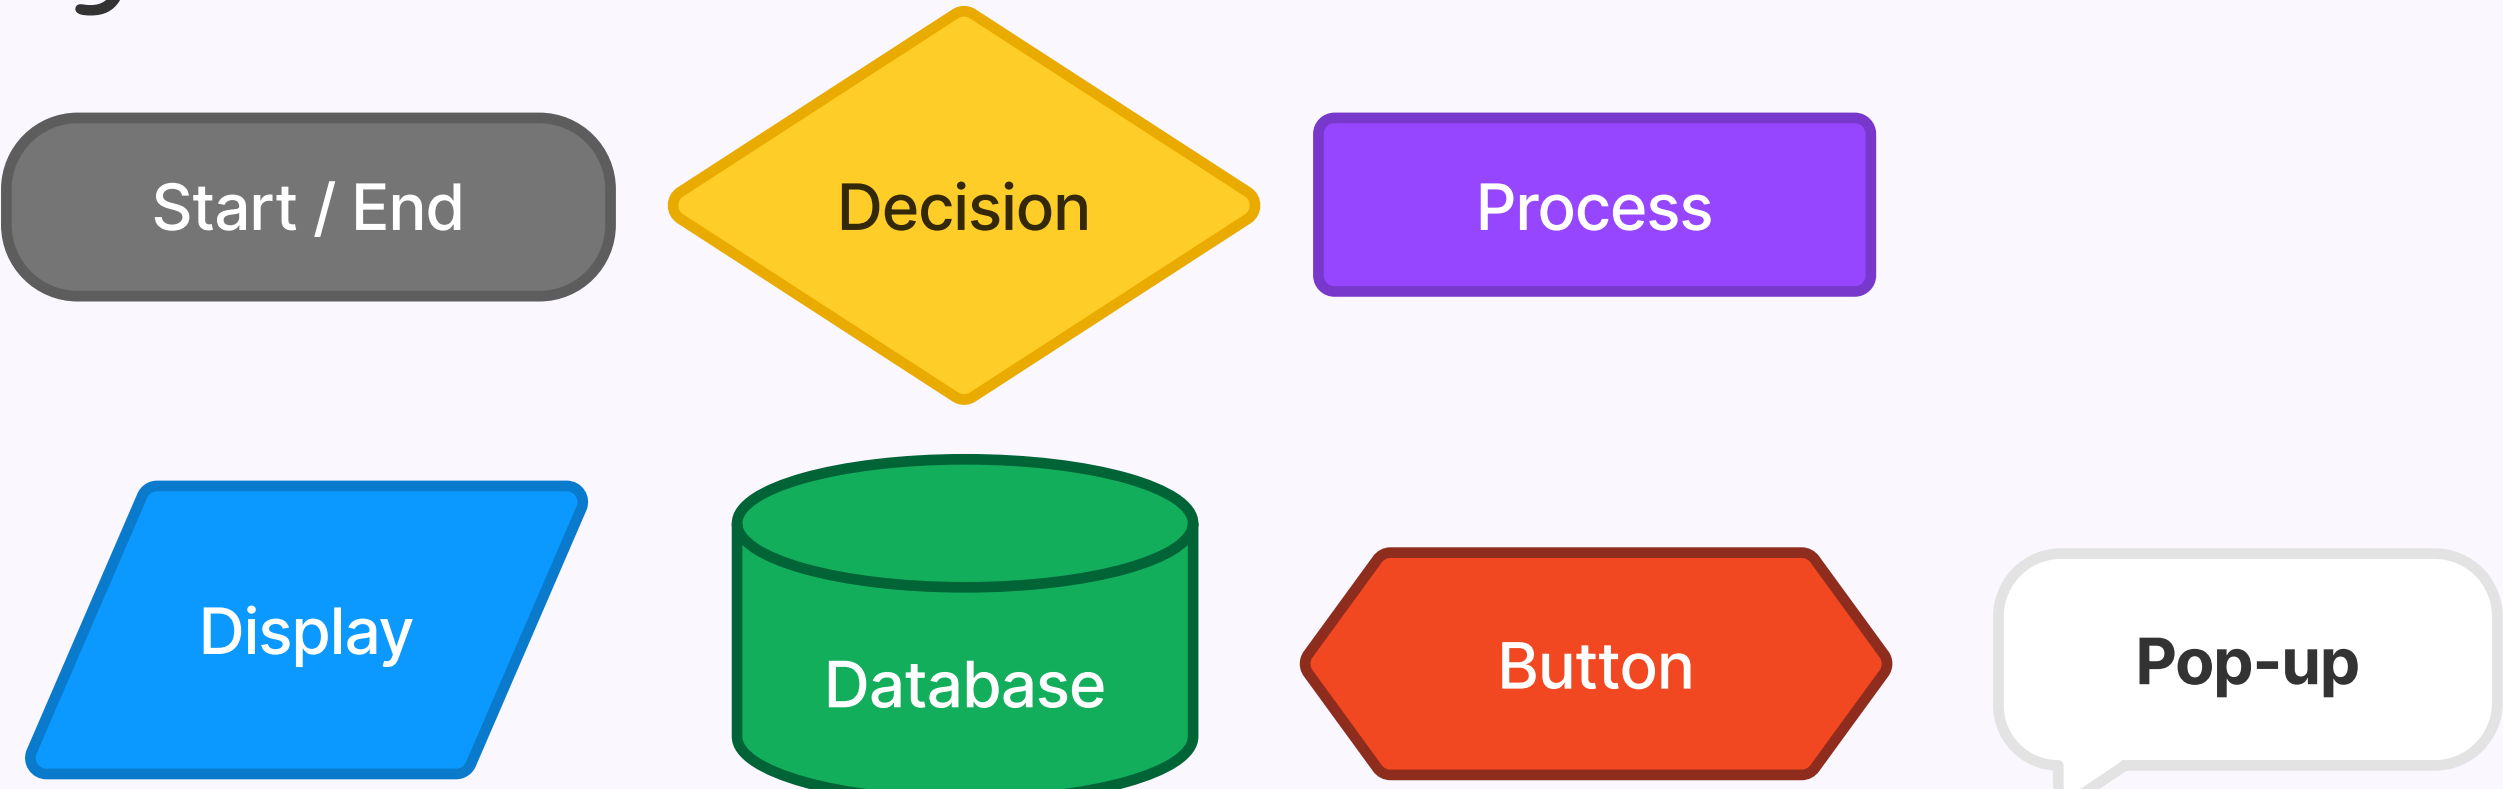 Start / End
Decision
Process
Display
Database
Button
Pop-up